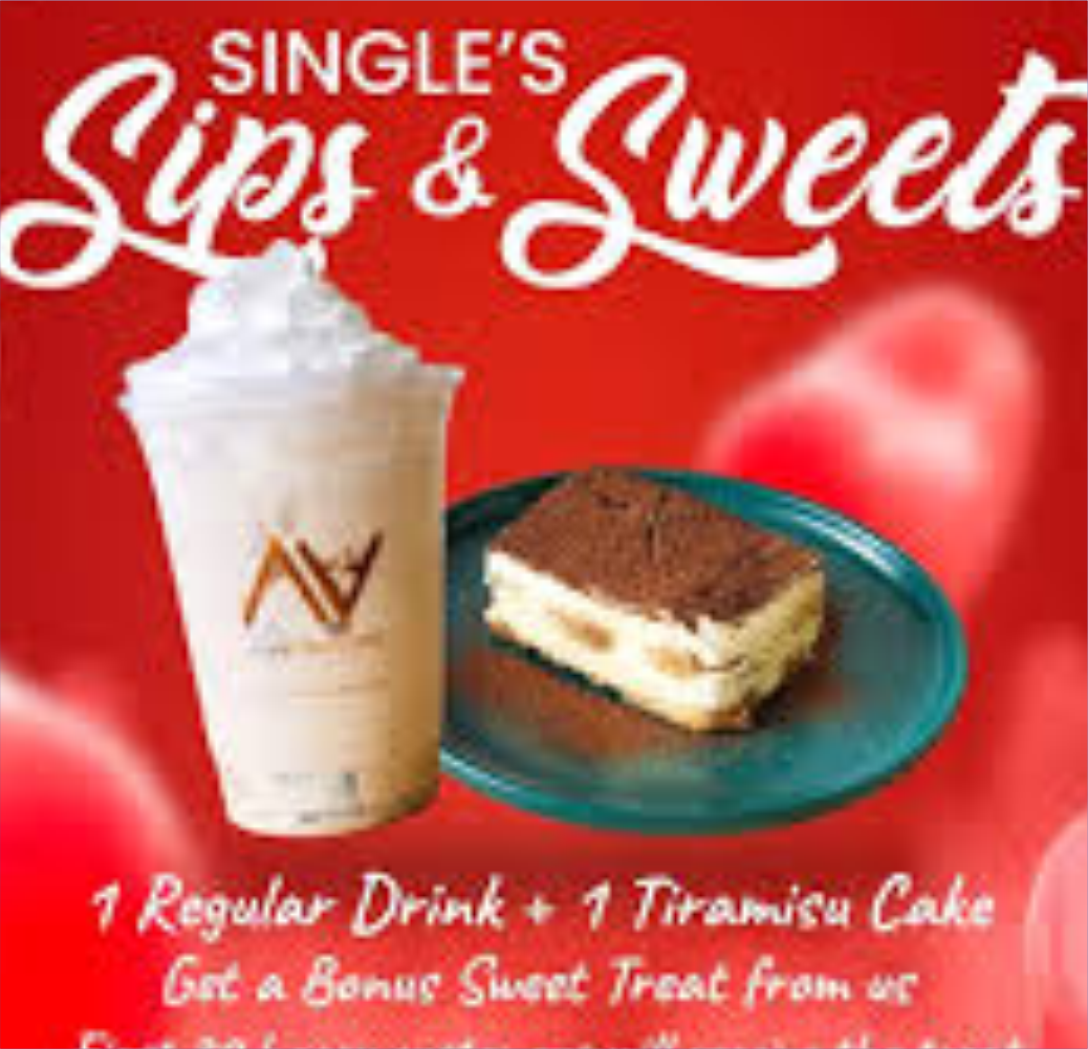 SINGLE'S
Sips & Sweets
1 Regular Drink + 1 Tiramisu Cake
Get a Bonus Sweet Treat from us